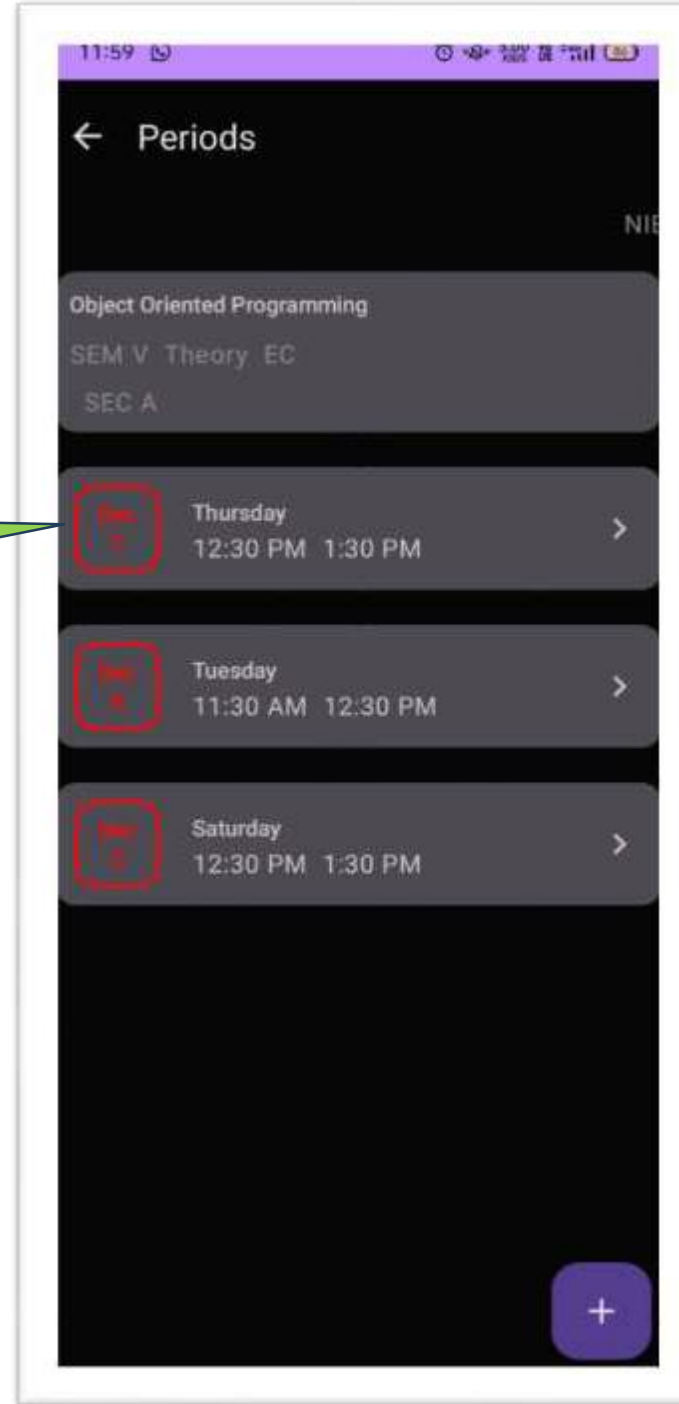 11:59
Periods
NIE
Object Oriented Programming
SEM V Theory EC
SEC A
Thursday
12:30 PM 1:30 PM
Tuesday
11:30 AM 12:30 PM
Saturday
12:30 PM 1:30 PM
+